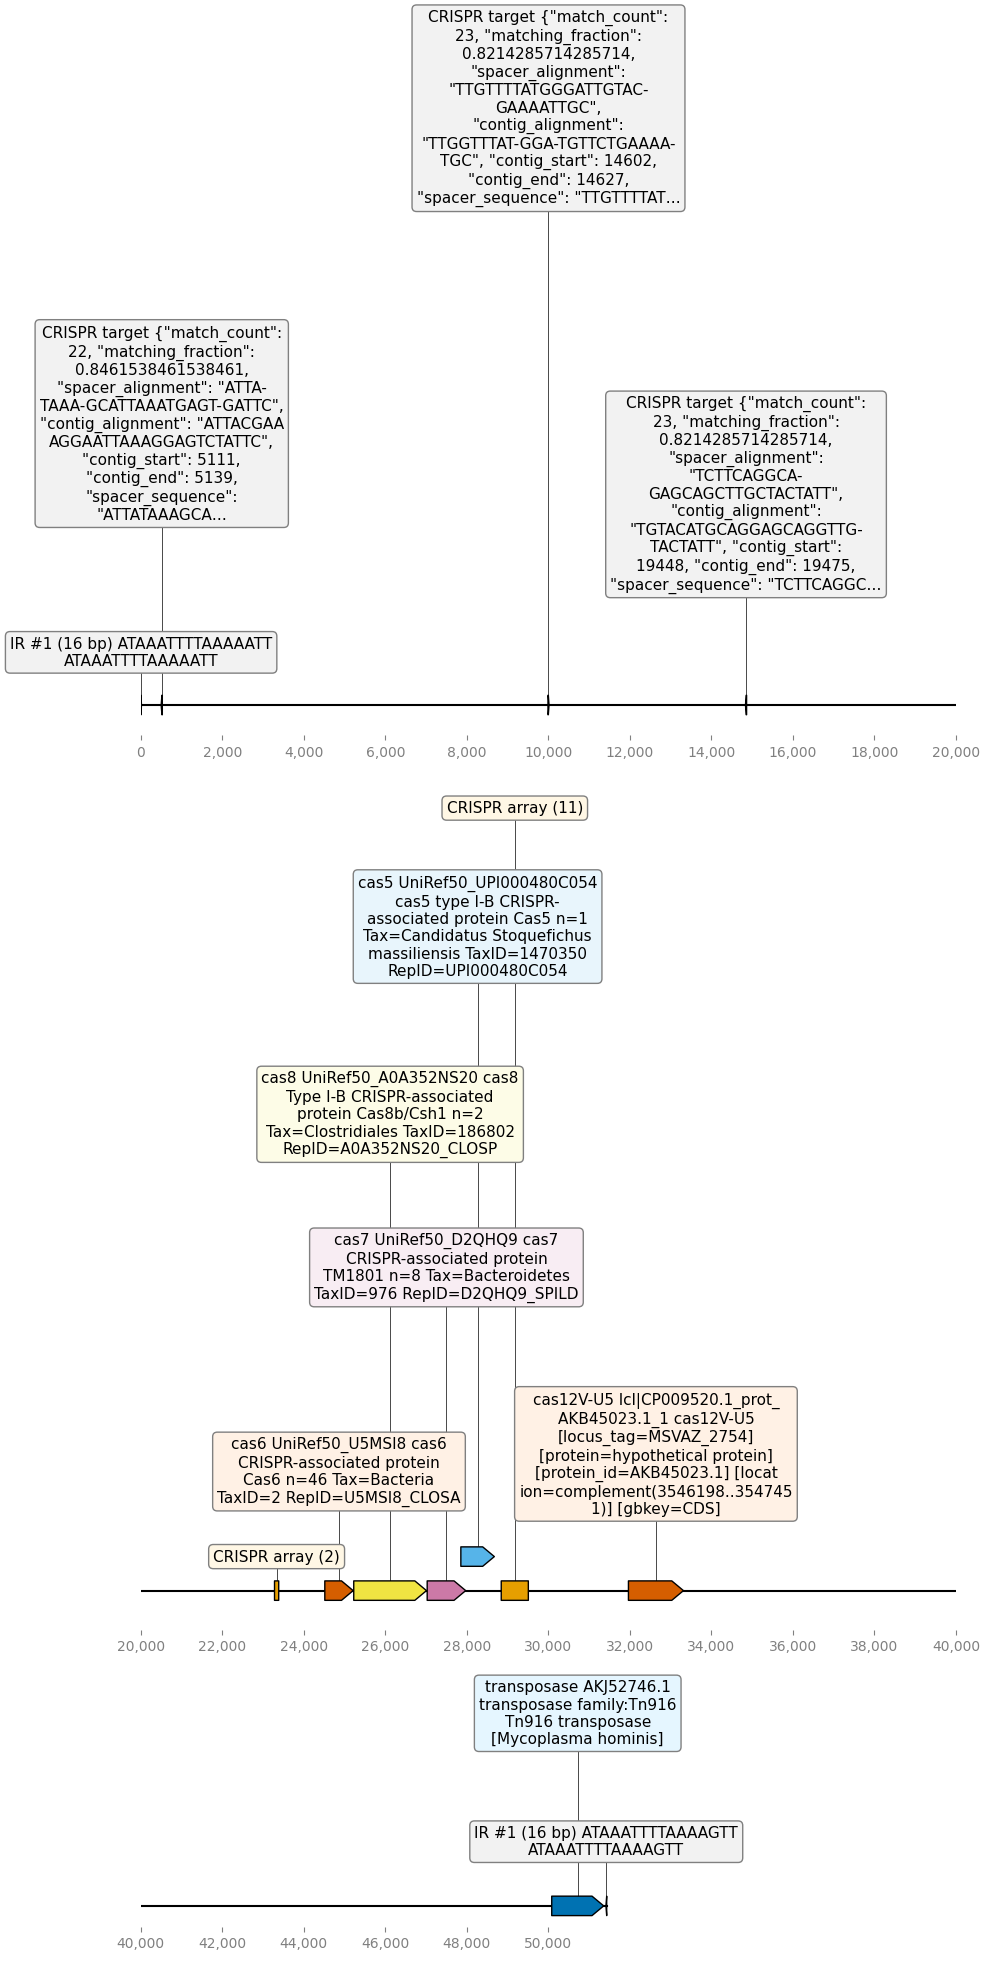 CRISPR target {"match_count":
23, "matching_fraction":
0.8214285714285714,
"spacer_alignment":
"TTGTTTTATGGGATTGTAC-
GAAAATTGC",
"contig_alignment":
"TTGGTTTAT-GGA-TGTTCTGAAAA-
TGC", "contig_start": 14602,
"contig_end": 14627,
"spacer_sequence": "TTGTTTTAT...
CRISPR target {"match_count":
22, "matching_fraction":
0.8461538461538461,
"spacer_alignment": "ATTA-
TAAA-GCATTAAATGAGT-GATTC",
"contig_alignment": "ATTACGAA
AGGAATTAAAGGAGTCTATTC",
"contig_start": 5111,
"contig_end": 5139,
"spacer_sequence":
"ATTATAAAGCA...
CRISPR target {"match_count":
23, "matching_fraction":
0.8214285714285714,
"spacer_alignment":
"TCTTCAGGCA-
GAGCAGCTTGCTACTATT",
"contig_alignment":
"TGTACATGCAGGAGCAGGTTG-
TACTATT", "contig_start":
19448, "contig_end": 19475,
"spacer_sequence": "TCTTCAGGC...
IR #1 (16 bp) ATAAATTTTAAAAATT
ATAAATTTTAAAAATT
0 2,000 4,000 6,000 8,000 10,000 12,000 14,000 16,000 18,000 20,000
CRISPR array (11)
cas5 UniRef50_UPI000480C054
cas5 type I-B CRISPR-
associated protein Cas5 n=1
Tax=Candidatus Stoquefichus
massiliensis TaxID=1470350
RepID=UPI000480C054
cas8 UniRef50_A0A352NS20 cas8
Type I-B CRISPR-associated
protein Cas8b/Csh1 n=2
Tax=Clostridiales TaxID=186802
RepID=A0A352NS20_CLOSP
cas7 UniRef50_D2QHQ9 cas7
CRISPR-associated protein
TM1801 n=8 Tax=Bacteroidetes
TaxID=976 RepID=D2QHQ9_SPILD
cas12V-U5 lcl|CP009520.1_prot_
AKB45023.1_1 cas12V-U5
[locus_tag=MSVAZ_2754]
[protein=hypothetical protein]
[protein_id=AKB45023.1] [locat
ion=complement(3546198..354745
1)] [gbkey=CDS]
cas6 UniRef50_U5MSI8 cas6
CRISPR-associated protein
Cas6 n=46 Tax=Bacteria
TaxID=2 RepID=U5MSI8_CLOSA
CRISPR array (2)
20,000 22,000 24,000 26,000 28,000 30,000 32,000 34,000 36,000 38,000 40,000
transposase AKJ52746.1
transposase family:Tn916
Tn916 transposase
[Mycoplasma hominis]
IR #1 (16 bp) ATAAATTTTAAAAGTT
ATAAATTTTAAAAGTT
40,000 42,000 44,000 46,000 48,000 50,000